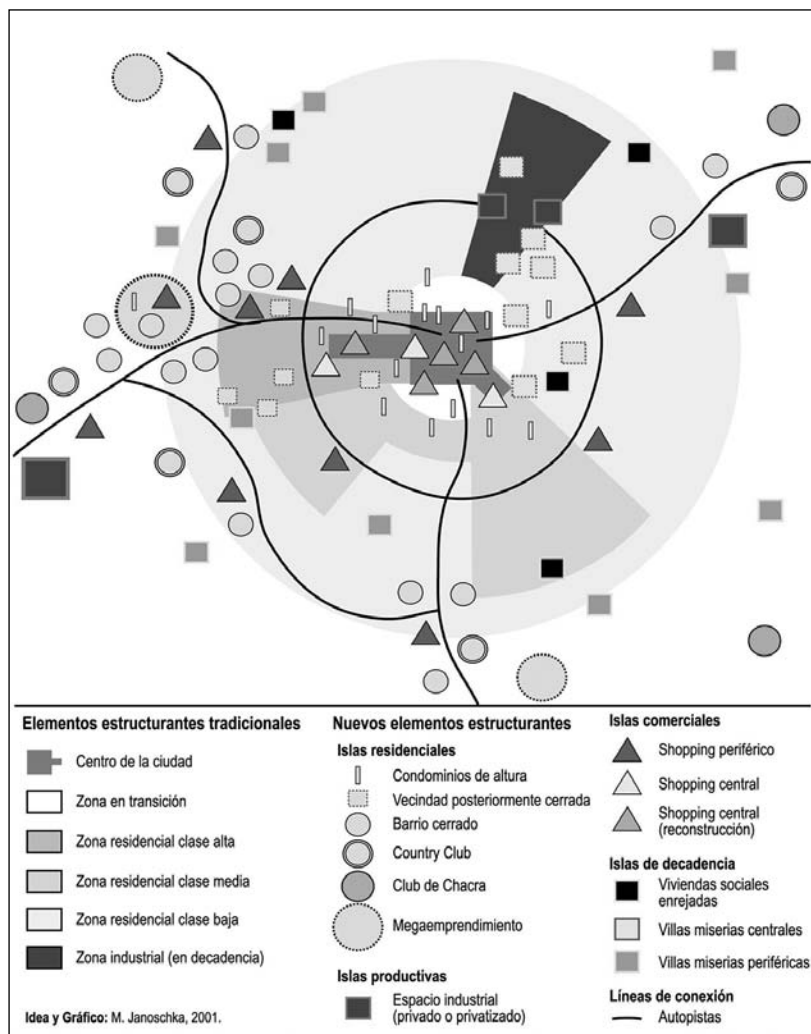 Elementos estructurantes tradicionales
Centro de la ciudad
Zona en transición
Zona residencial clase alta
Zona residencial clase media
Zona residencial clase baja
Zona industrial (en decadencia)
Idea y Gráfico: M. Janoschka, 2001.
Nuevos elementos estructurantes
Islas residenciales
Condominios de altura
Vecindad posteriormente cerrada
Barrio cerrado
Country Club
Club de Chacra
Megaemprendimiento
Islas productivas
Espacio industrial
(privado o privatizado)
Islas comerciales
Shopping periférico
Shopping central
Shopping central
(reconstrucción)
Islas de decadencia
Viviendas sociales
enrejadas
Villas miserias centrales
Villas miserias periféricas
Líneas de conexión
Autopistas